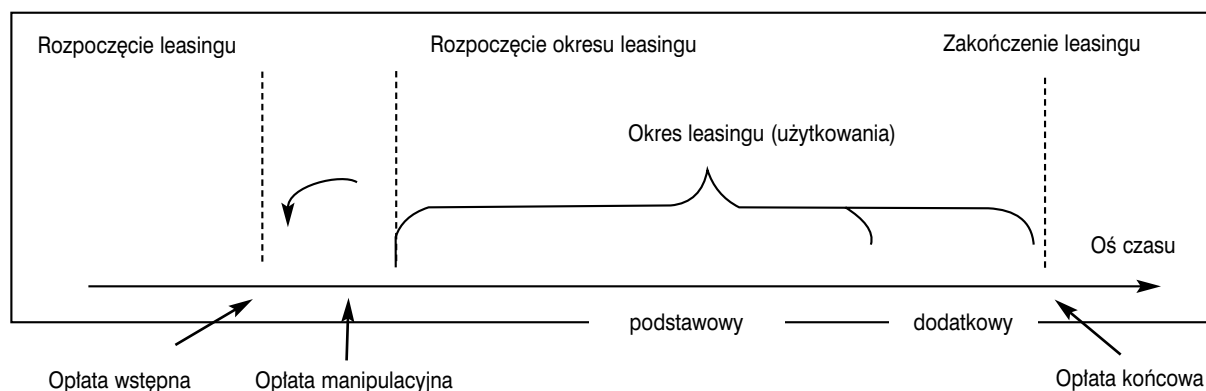 Rozpoczęcie leasingu
Rozpoczęcie okresu leasingu
Zakończenie leasingu
Okres leasingu (użytkowania)
Oś czasu
podstawowy
dodatkowy
Opłata wstępna
Opłata manipulacyjna
Opłata końcowa